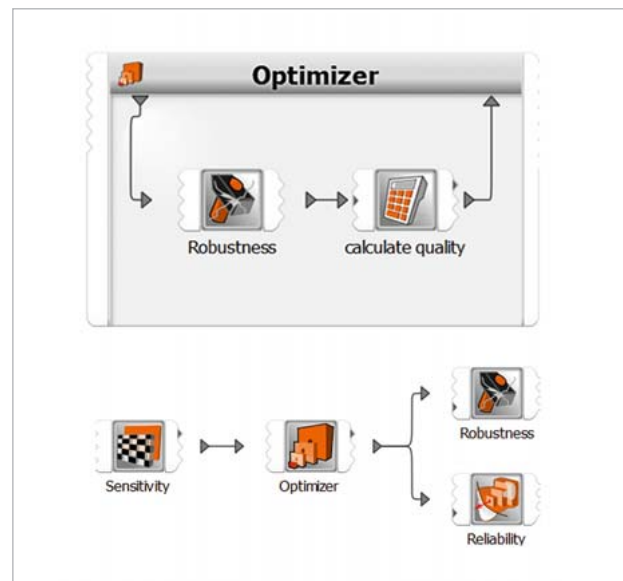 Optimizer
Robustness
calculate quality
Robustness
Sensitivity
Optimizer
Reliability